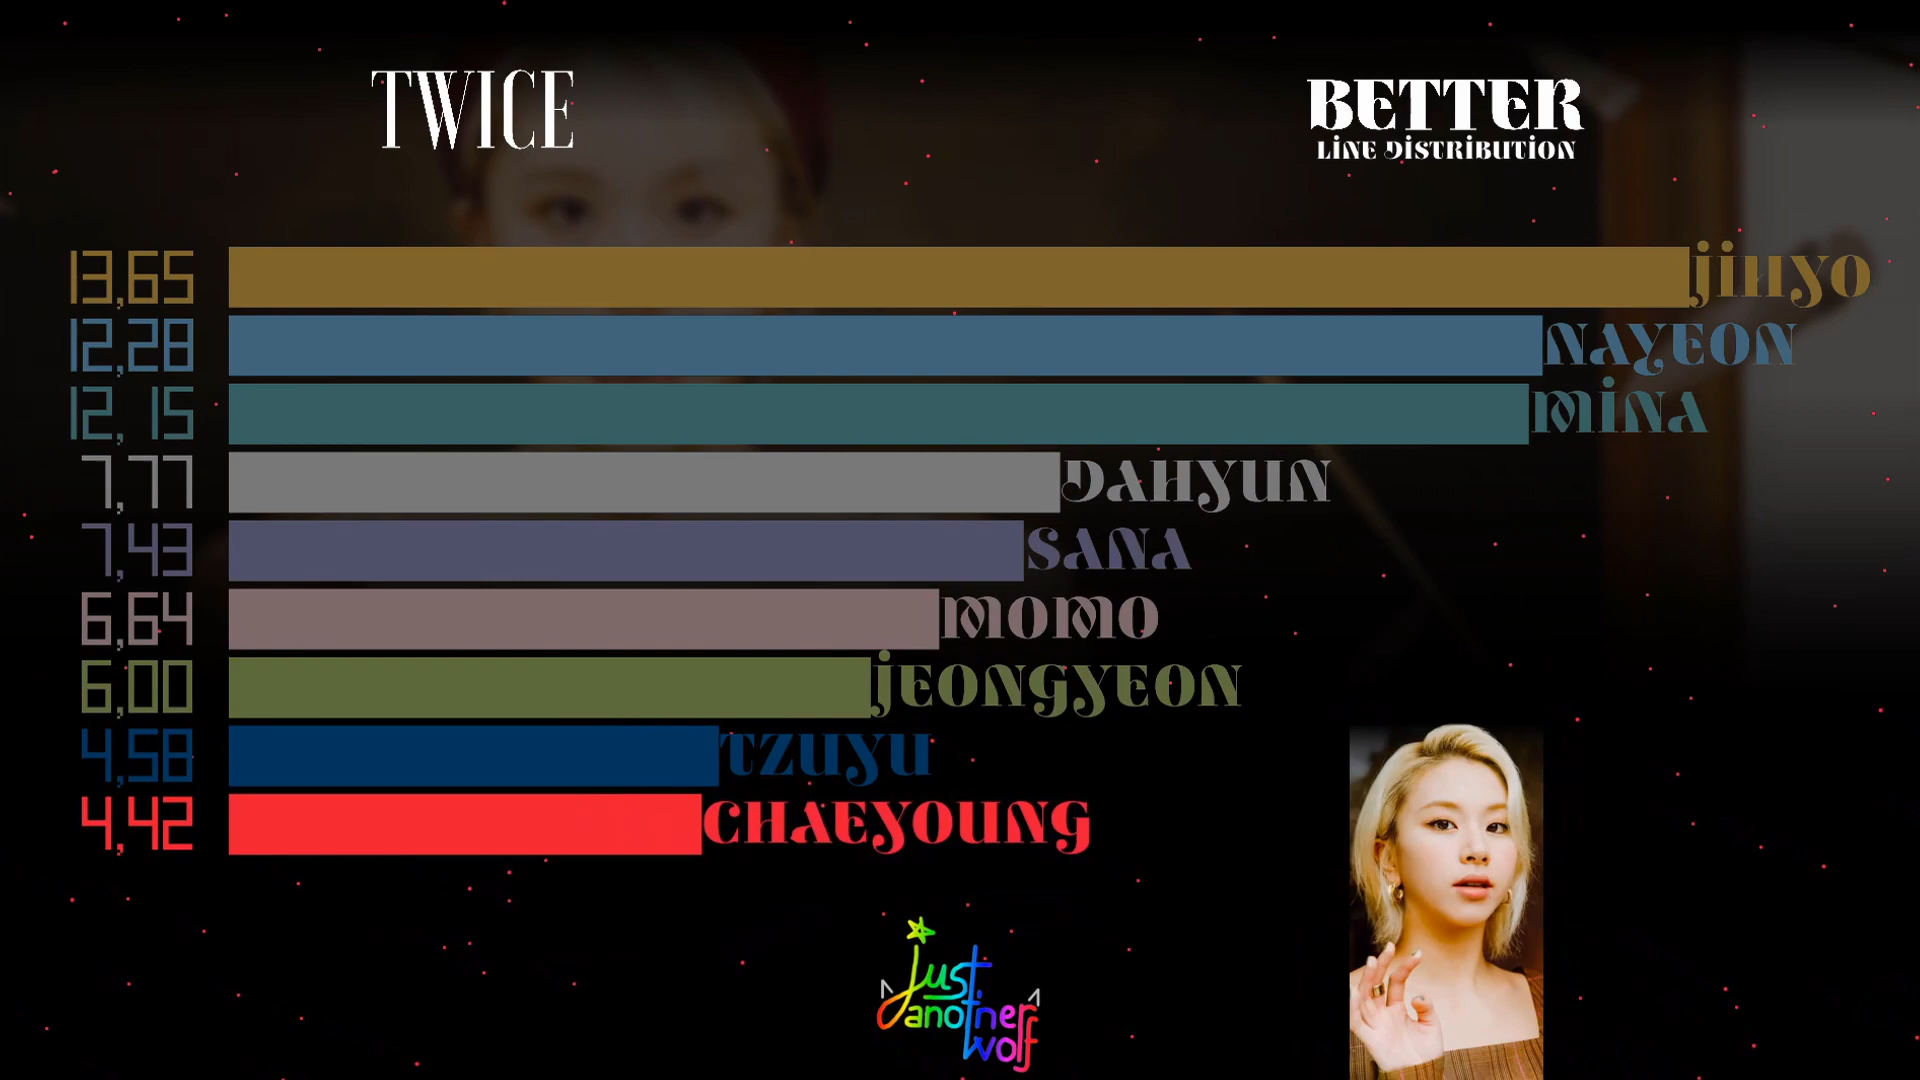 TWICE
BETTER
LINE DISTRIBUTION
13,65 JIHYO
12,28 NAYEON
12,15 MINA
7,77 DAHYUN
7,43 SANA
6,64 MOMO
6,00 JEONGYEON
4,58 TZUYU
4,42 CHAEYOUNG
just
another
wolf